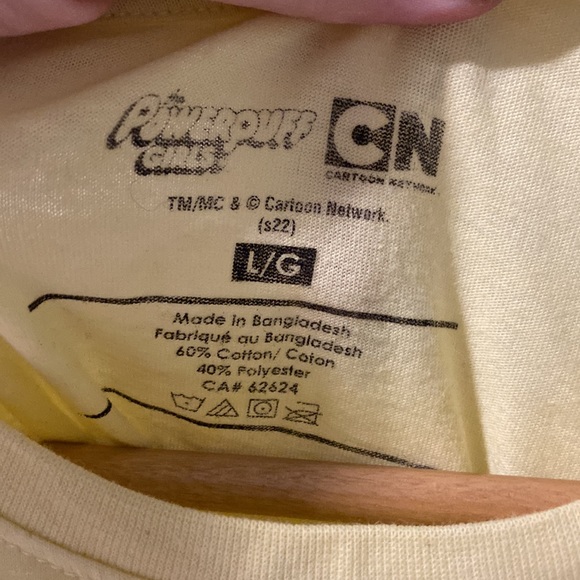 the
POWERPUFF
GIRLS
CN
CARTOON NETWORK.
TM/MC & © Cartoon Network.
(s22)
L/G
Made in Bangladesh
Fabriqué au Bangladesh
60% Cotton/ Coton
40% Polyester
CA# 62624